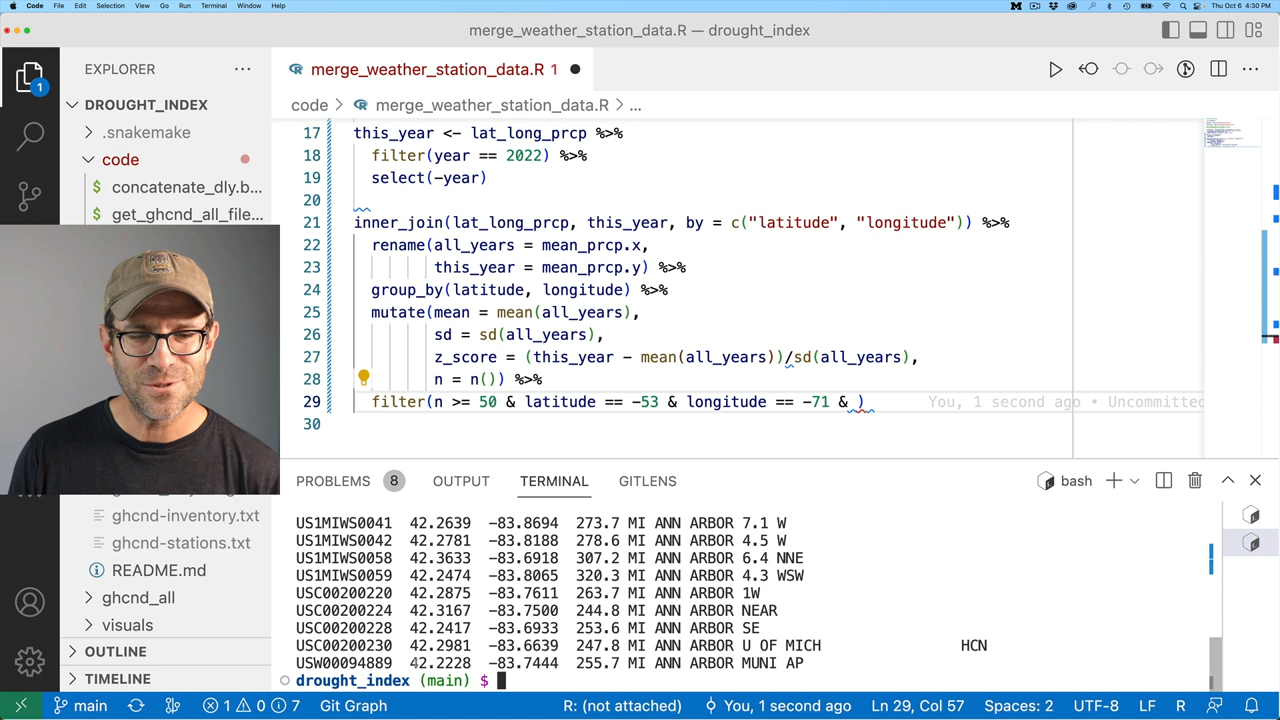 Code File Edit Selection View Go Run Terminal Window Help Thu Oct 6 4:30 PM
merge_weather_station_data.R — drought_index
EXPLORER
merge_weather_station_data.R 1
DROUGHT_INDEX
code > merge_weather_station_data.R > ...
.snakemake
code
concatenate_dly.b...
get_ghcnd_all_file...
17 this_year <- lat_long_prcp %>%
18 filter(year == 2022) %>%
19 select(-year)
20
21 inner_join(lat_long_prcp, this_year, by = c("latitude", "longitude")) %>%
22 rename(all_years = mean_prcp.x,
23 this_year = mean_prcp.y) %>%
24 group_by(latitude, longitude) %>%
25 mutate(mean = mean(all_years),
26 sd = sd(all_years),
27 z_score = (this_year - mean(all_years))/sd(all_years),
28 n = n()) %>%
29 filter(n >= 50 & latitude == -53 & longitude == -71 & ) You, 1 second ago • Uncommitted
30
1
ghcnd-inventory.txt
ghcnd-stations.txt
README.md
ghcnd_all
visuals
OUTLINE
TIMELINE
PROBLEMS 8 OUTPUT TERMINAL GITLENS bash
US1MIWS0041 42.2639 -83.8694 273.7 MI ANN ARBOR 7.1 W
US1MIWS0042 42.2781 -83.8188 278.6 MI ANN ARBOR 4.5 W
US1MIWS0058 42.3633 -83.6918 307.2 MI ANN ARBOR 6.4 NNE
US1MIWS0059 42.2474 -83.8065 320.3 MI ANN ARBOR 4.3 WSW
USC00200220 42.2875 -83.7611 263.7 MI ANN ARBOR 1W
USC00200224 42.3167 -83.7500 244.8 MI ANN ARBOR NEAR
USC00200228 42.2417 -83.6933 253.6 MI ANN ARBOR SE
USC00200230 42.2981 -83.6639 247.8 MI ANN ARBOR U OF MICH HCN
USW00094889 42.2228 -83.7444 255.7 MI ANN ARBOR MUNI AP
drought_index (main) $
main 1 0 7 Git Graph R: (not attached) You, 1 second ago Ln 29, Col 57 Spaces: 2 UTF-8 LF R